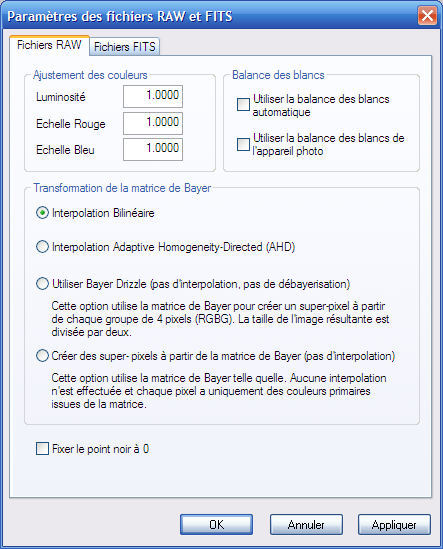 Paramètres des fichiers RAW et FITS
Fichiers RAW
Fichiers FITS
Ajustement des couleurs
Luminosité
1.0000
Echelle Rouge
1.0000
Echelle Bleu
1.0000
Balance des blancs
Utiliser la balance des blancs
automatique
Utiliser la balance des blancs de
l'appareil photo
Transformation de la matrice de Bayer
Interpolation Bilinéaire
Interpolation Adaptive Homogeneity-Directed (AHD)
Utiliser Bayer Drizzle (pas d'interpolation, pas de débayerisation)
Cette option utilise la matrice de Bayer pour créer un super-pixel à partir
de chaque groupe de 4 pixels (RGBG). La taille de l'image résultante est
divisée par deux.
Créer des super- pixels à partir de la matrice de Bayer (pas d'interpolation)
Cette option utilise la matrice de Bayer telle quelle. Aucune interpolation
n'est effectuée et chaque pixel a uniquement des couleurs primaires
issues de la matrice.
Fixer le point noir à 0
OK
Annuler
Appliquer